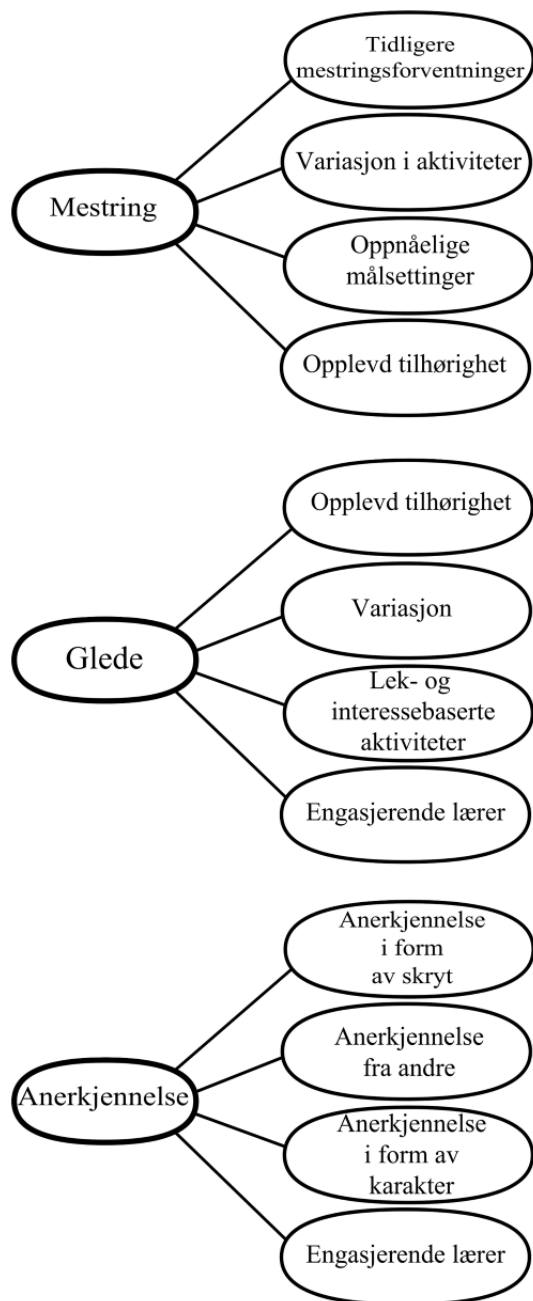 Tidligere
mestringsforventninger
Variasjon i aktiviteter
Mestring
Oppnåelige
målsettinger
Opplevd tilhørighet
Opplevd tilhørighet
Variasjon
Glede
Lek- og
interessebaserte
aktiviteter
Engasjerende lærer
Anerkjennelse
i form
av skryt
Anerkjennelse
fra andre
Anerkjennelse
Anerkjennelse
i form av
karakter
Engasjerende lærer